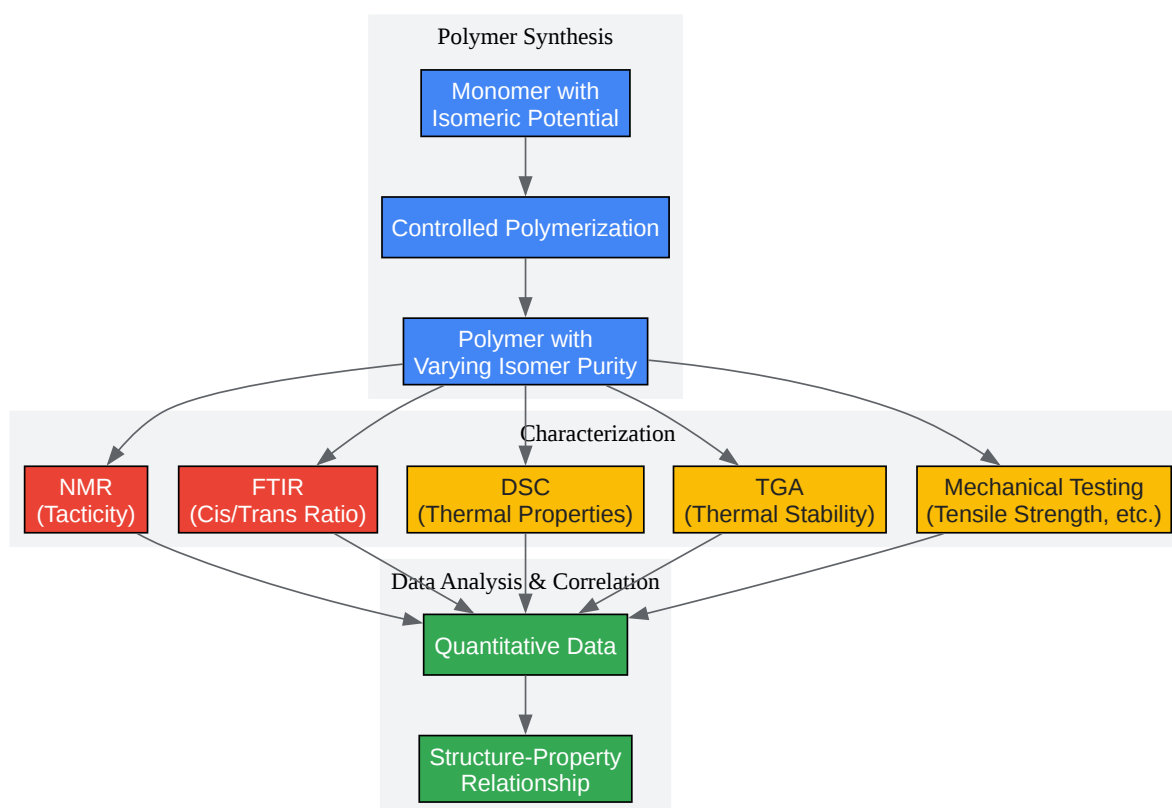 Polymer Synthesis
Monomer with
Isomeric Potential
Controlled Polymerization
Polymer with
Varying Isomer Purity
Characterization
NMR
(Tacticity)
FTIR
(Cis/Trans Ratio)
DSC
(Thermal Properties)
TGA
(Thermal Stability)
Mechanical Testing
(Tensile Strength, etc.)
Data Analysis & Correlation
Quantitative Data
Structure-Property
Relationship